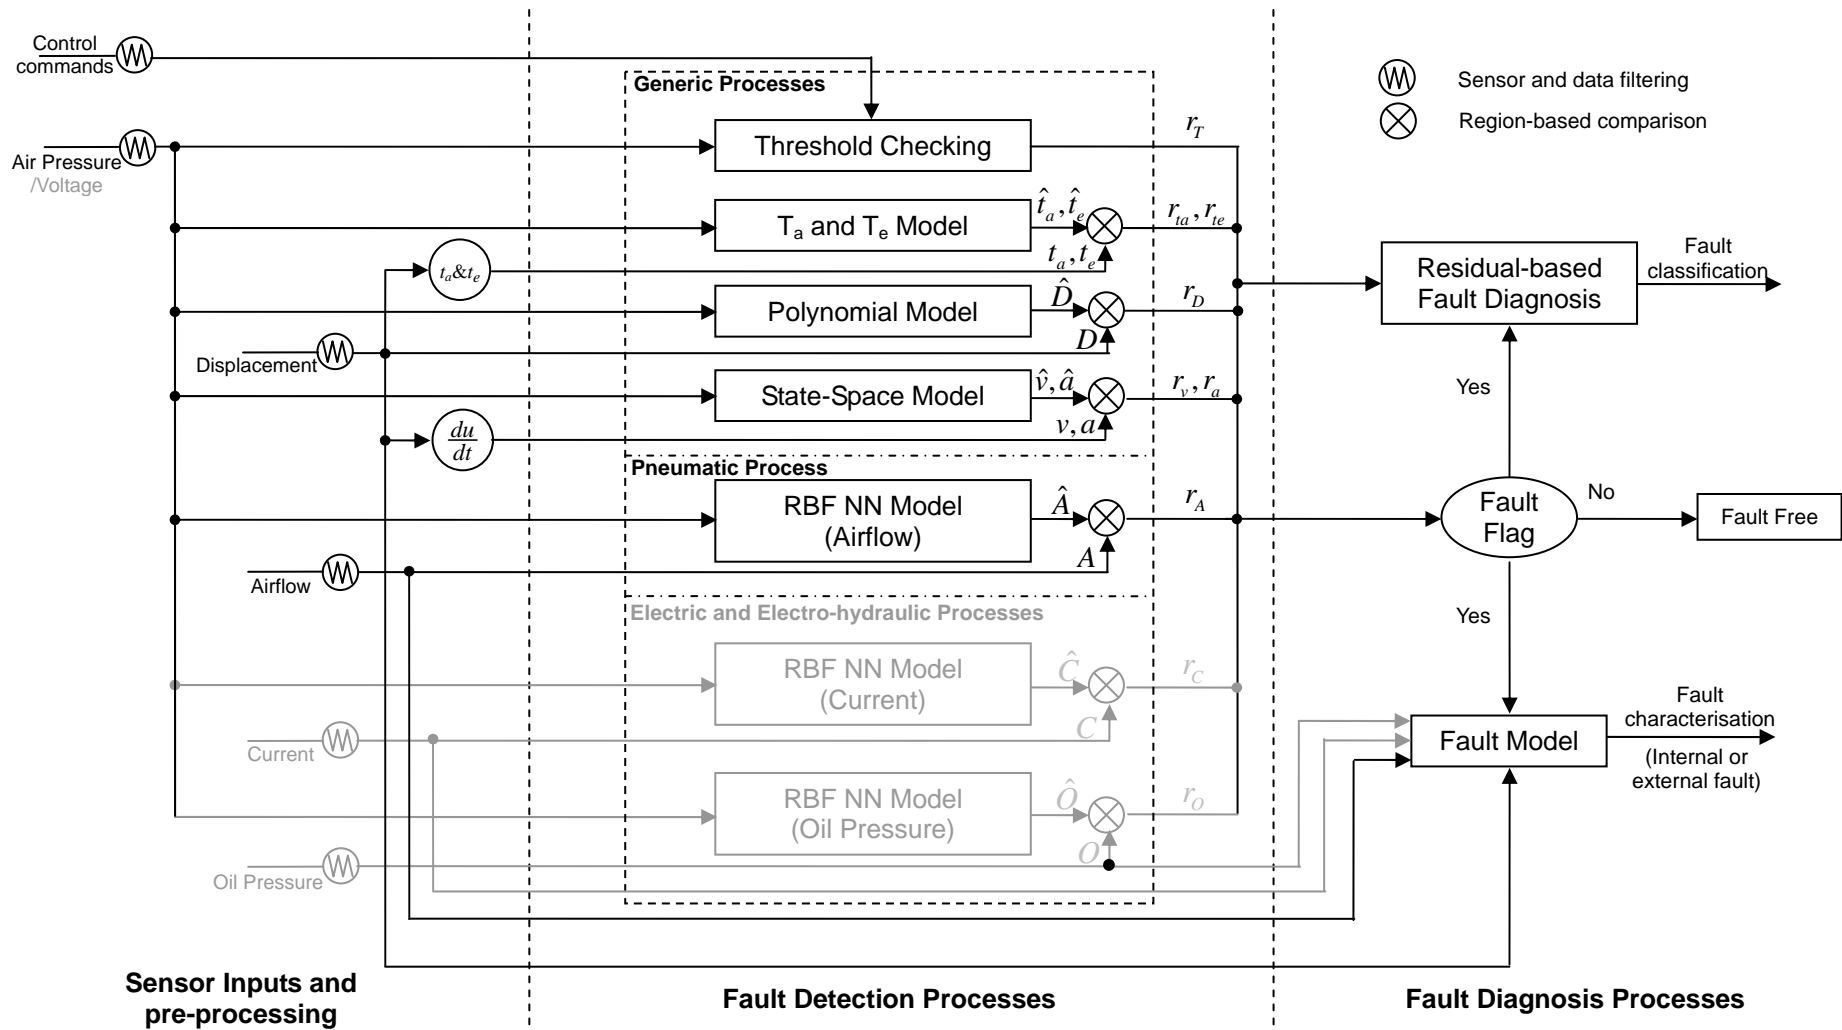 Control
commands
Air Pressure
/Voltage
Displacement
Airflow
Current
Oil Pressure
t_a&t_e
du
dt
Generic Processes
Threshold Checking
r_T
T_a and T_e Model
t̂_a, t̂_e
t_a, t_e
r_ta, r_te
Polynomial Model
D̂
D
r_D
State-Space Model
v̂, â
v, a
r_v, r_a
Pneumatic Process
RBF NN Model
(Airflow)
Â
A
r_A
Electric and Electro-hydraulic Processes
RBF NN Model
(Current)
Ĉ
C
r_C
RBF NN Model
(Oil Pressure)
Ô
O
r_O
Sensor and data filtering
Region-based comparison
Residual-based
Fault Diagnosis
Fault
classification
Yes
Fault
Flag
No
Fault Free
Yes
Fault Model
Fault
characterisation
(Internal or
external fault)
Sensor Inputs and
pre-processing
Fault Detection Processes
Fault Diagnosis Processes